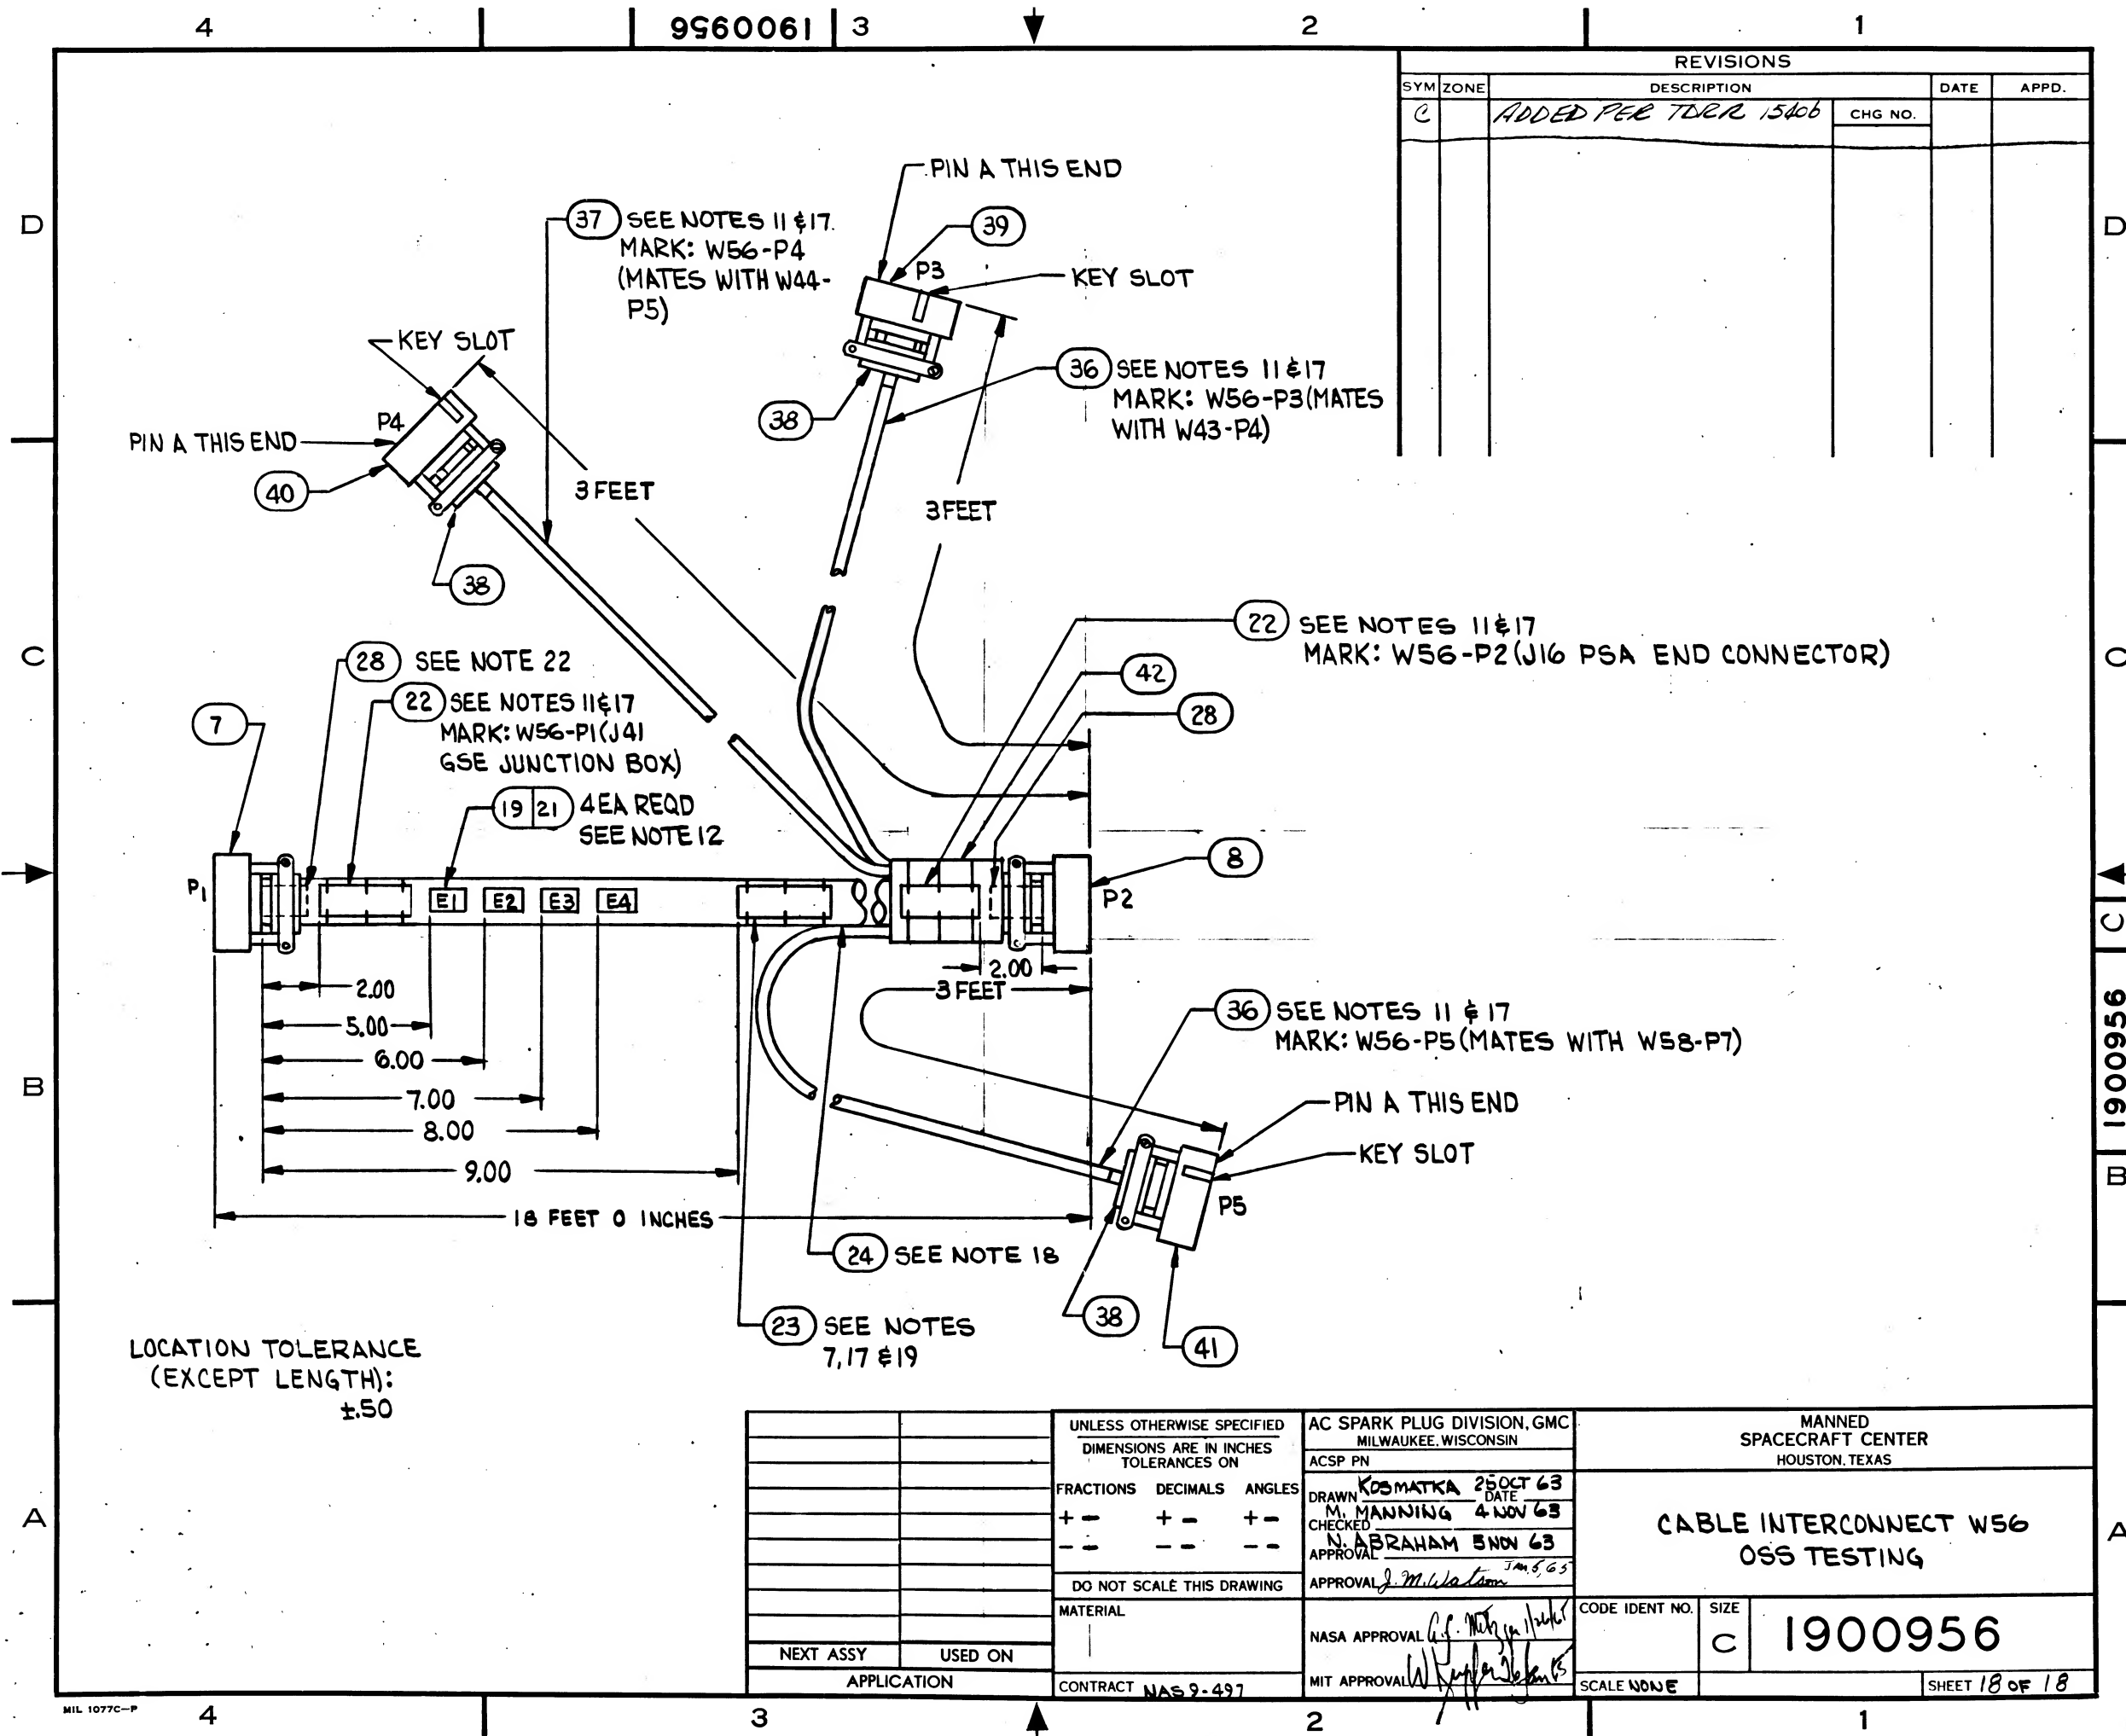 4
1900956
3
2
1
REVISIONS
SYM ZONE DESCRIPTION DATE APPD.
C ADDED PER TDRR 15406 CHG NO.
D
D
PIN A THIS END
37 SEE NOTES 11 & 17.
MARK: W56-P4
(MATES WITH W44-
P5)
39
P3
KEY SLOT
KEY SLOT
36 SEE NOTES 11 & 17
MARK: W56-P3 (MATES
WITH W43-P4)
38
P4
PIN A THIS END
40
3 FEET
3 FEET
38
C
C
22 SEE NOTES 11 & 17
MARK: W56-P2 (J16 PSA END CONNECTOR)
28 SEE NOTE 22
42
22 SEE NOTES 11 & 17
MARK: W56-P1 (J41
GSE JUNCTION BOX)
28
7
19 21 4 EA REQD
SEE NOTE 12
8
P1
E1 E2 E3 E4
P2
C
2.00
2.00
3 FEET
5.00
36 SEE NOTES 11 & 17
MARK: W56-P5 (MATES WITH W58-P7)
6.00
1900956
B
7.00
PIN A THIS END
8.00
KEY SLOT
9.00
B
P5
18 FEET 0 INCHES
24 SEE NOTE 18
38
23 SEE NOTES
7, 17 & 19
41
LOCATION TOLERANCE
(EXCEPT LENGTH):
±.50
UNLESS OTHERWISE SPECIFIED
DIMENSIONS ARE IN INCHES
TOLERANCES ON
FRACTIONS DECIMALS ANGLES
+ - + - + -
- - - - - -
DO NOT SCALE THIS DRAWING
MATERIAL
CONTRACT NAS 9-497
NEXT ASSY USED ON
APPLICATION
AC SPARK PLUG DIVISION, GMC
MILWAUKEE, WISCONSIN
ACSP PN
DRAWN KOSMATKA 25 OCT 63
DATE
CHECKED M. MANNING 4 NOV 63
APPROVAL N. ABRAHAM 5 NOV 63
APPROVAL J. M. Watson JAN. 5, 65
NASA APPROVAL
MIT APPROVAL
MANNED
SPACECRAFT CENTER
HOUSTON, TEXAS
CABLE INTERCONNECT W56
OSS TESTING
CODE IDENT NO. SIZE
C 1900956
SCALE NONE SHEET 18 OF 18
A
A
MIL 1077C-P
4
3
2
1